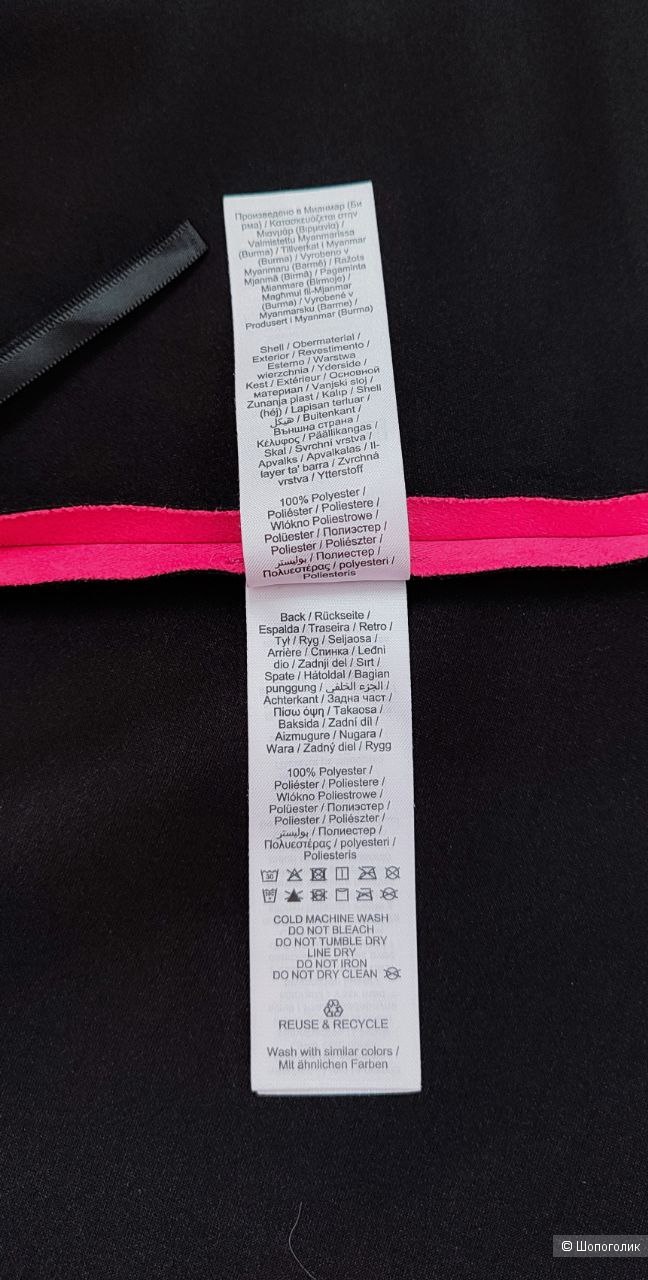 Произведено в Мианмар (Би
рма) / Κατασκευάζεται στην
Μιανμάρ (Βιρμανία) /
Valmistettu Myanmarissa
(Burma) / Tillverkat i Myanmar
(Burma) / Vyrobeno v
Myanmaru (Barmě) / Ražots
Mjanmā (Birmā) / Pagaminta
Mianmare (Birmoje) /
Maghmul fil-Mjanmar
(Burma) / Vyrobené v
Myanmarsku (Barme) /
Produsert i Myanmar (Burma)
Shell / Obermaterial /
Exterior / Revestimento /
Esterno / Warstwa
wierzchnia / Yderside /
Kest / Extérieur / Основной
материал / Vanjski sloj /
Zunanja plast / Kalıp / Shell
(héj) / Lapisan terluar /
هيكل / Buitenkant /
Външна страна /
Κέλυφος / Päällikangas /
Skal / Svrchní vrstva /
Apvalks / Apvalkalas / Il-
layer ta' barra / Zvrchná
vrstva / Ytterstoff
100% Polyester /
Poliéster / Poliestere /
Włókno Poliestrowe /
Polüester / Полиэстер /
Poliester / Poliészter /
بوليستر / Полиестер /
Πολυεστέρας / polyesteri /
Poliesteris
Back / Rückseite /
Espalda / Traseira / Retro /
Tył / Ryg / Seljaosa /
Arrière / Спинка / Leđni
dio / Zadnji del / Sırt /
Spate / Hátoldal / Bagian
punggung / الجزء الخلفي /
Achterkant / Задна част /
Πίσω όψη / Takaosa /
Baksida / Zadní díl /
Aizmugure / Nugara /
Wara / Zadný diel / Rygg
100% Polyester /
Poliéster / Poliestere /
Włókno Poliestrowe /
Polüester / Полиэстер /
Poliester / Poliészter /
بوليستر / Полиестер /
Πολυεστέρας / polyesteri /
Poliesteris
COLD MACHINE WASH
DO NOT BLEACH
DO NOT TUMBLE DRY
LINE DRY
DO NOT IRON
DO NOT DRY CLEAN
REUSE & RECYCLE
Wash with similar colors /
Mit ähnlichen Farben
© Шопоголик